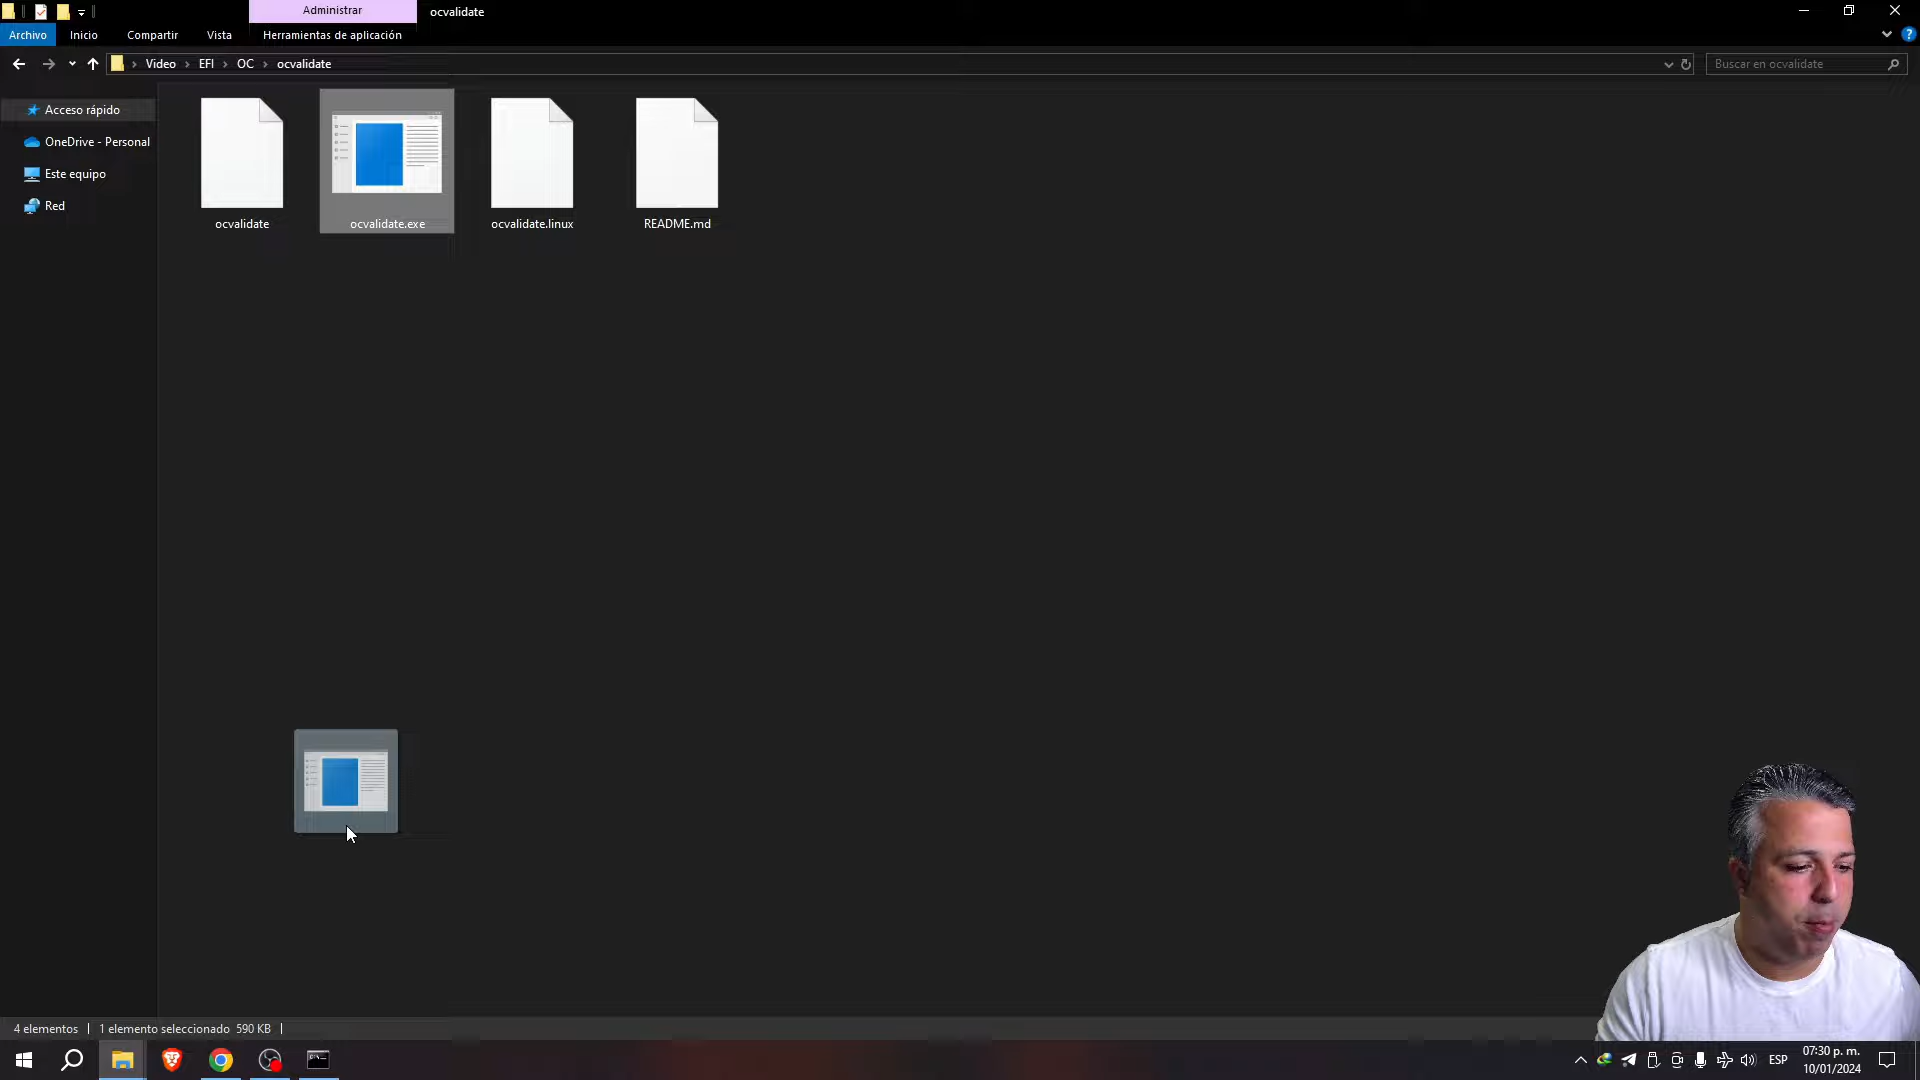 Administrar
ocvalidate
Archivo
Inicio
Compartir
Vista
Herramientas de aplicación
Video
EFI
OC
ocvalidate
Buscar en ocvalidate
Acceso rápido
OneDrive - Personal
Este equipo
Red
ocvalidate
ocvalidate.exe
ocvalidate.linux
README.md
4 elementos
1 elemento seleccionado 590 KB
ESP
07:30 p. m.
10/01/2024